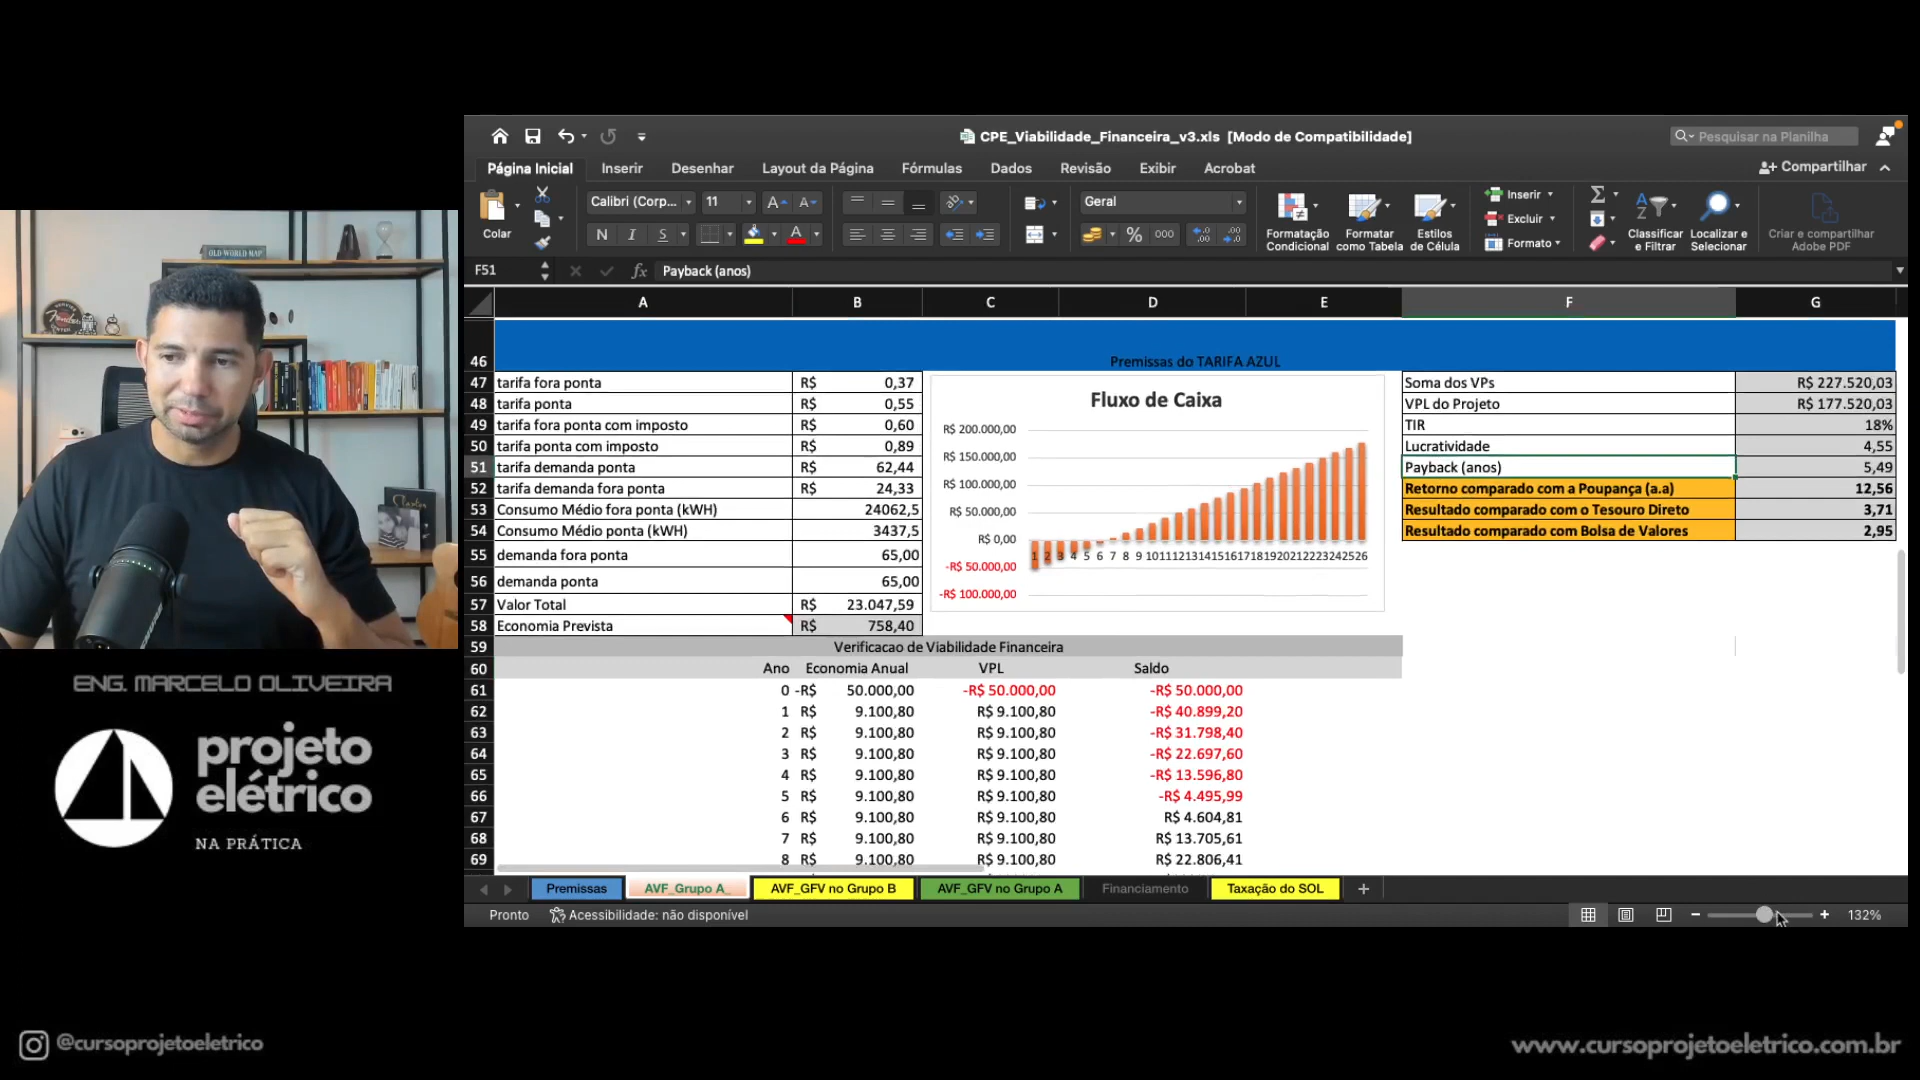 CPE_Viabilidade_Financeira_v3.xls [Modo de Compatibilidade]
Pesquisar na Planilha
Página Inicial Inserir Desenhar Layout da Página Fórmulas Dados Revisão Exibir Acrobat
Compartilhar
Colar
Calibri (Corp... 11
N I S
Geral
% 000
Formatação Condicional
Formatar como Tabela
Estilos de Célula
Inserir
Excluir
Formato
Classificar e Filtrar
Localizar e Selecionar
Criar e compartilhar Adobe PDF
F51 fx Payback (anos)
A B C D E F G
46 Premissas do TARIFA AZUL
47 tarifa fora ponta R$ 0,37
48 tarifa ponta R$ 0,55
49 tarifa fora ponta com imposto R$ 0,60
50 tarifa ponta com imposto R$ 0,89
51 tarifa demanda ponta R$ 62,44
52 tarifa demanda fora ponta R$ 24,33
53 Consumo Médio fora ponta (kWH) 24062,5
54 Consumo Médio ponta (kWH) 3437,5
55 demanda fora ponta 65,00
56 demanda ponta 65,00
57 Valor Total R$ 23.047,59
58 Economia Prevista R$ 758,40
Fluxo de Caixa
R$ 200.000,00
R$ 150.000,00
R$ 100.000,00
R$ 50.000,00
R$ 0,00
-R$ 50.000,00
-R$ 100.000,00
1 2 3 4 5 6 7 8 9 1011121314151617181920212223242526
Soma dos VPs R$ 227.520,03
VPL do Projeto R$ 177.520,03
TIR 18%
Lucratividade 4,55
Payback (anos) 5,49
Retorno comparado com a Poupança (a.a) 12,56
Resultado comparado com o Tesouro Direto 3,71
Resultado comparado com Bolsa de Valores 2,95
59 Verificacao de Viabilidade Financeira
60 Ano Economia Anual VPL Saldo
61 0 -R$ 50.000,00 -R$ 50.000,00 -R$ 50.000,00
62 1 R$ 9.100,80 R$ 9.100,80 -R$ 40.899,20
63 2 R$ 9.100,80 R$ 9.100,80 -R$ 31.798,40
64 3 R$ 9.100,80 R$ 9.100,80 -R$ 22.697,60
65 4 R$ 9.100,80 R$ 9.100,80 -R$ 13.596,80
66 5 R$ 9.100,80 R$ 9.100,80 -R$ 4.495,99
67 6 R$ 9.100,80 R$ 9.100,80 R$ 4.604,81
68 7 R$ 9.100,80 R$ 9.100,80 R$ 13.705,61
69 8 R$ 9.100,80 R$ 9.100,80 R$ 22.806,41
Premissas AVF_Grupo A_ AVF_GFV no Grupo B AVF_GFV no Grupo A Financiamento Taxação do SOL
Pronto Acessibilidade: não disponível 132%
OLD WORLD MAP
Fender
ENG. MARCELO OLIVEIRA
projeto
elétrico
NA PRÁTICA
@cursoprojetoeletrico
www.cursoprojetoeletrico.com.br